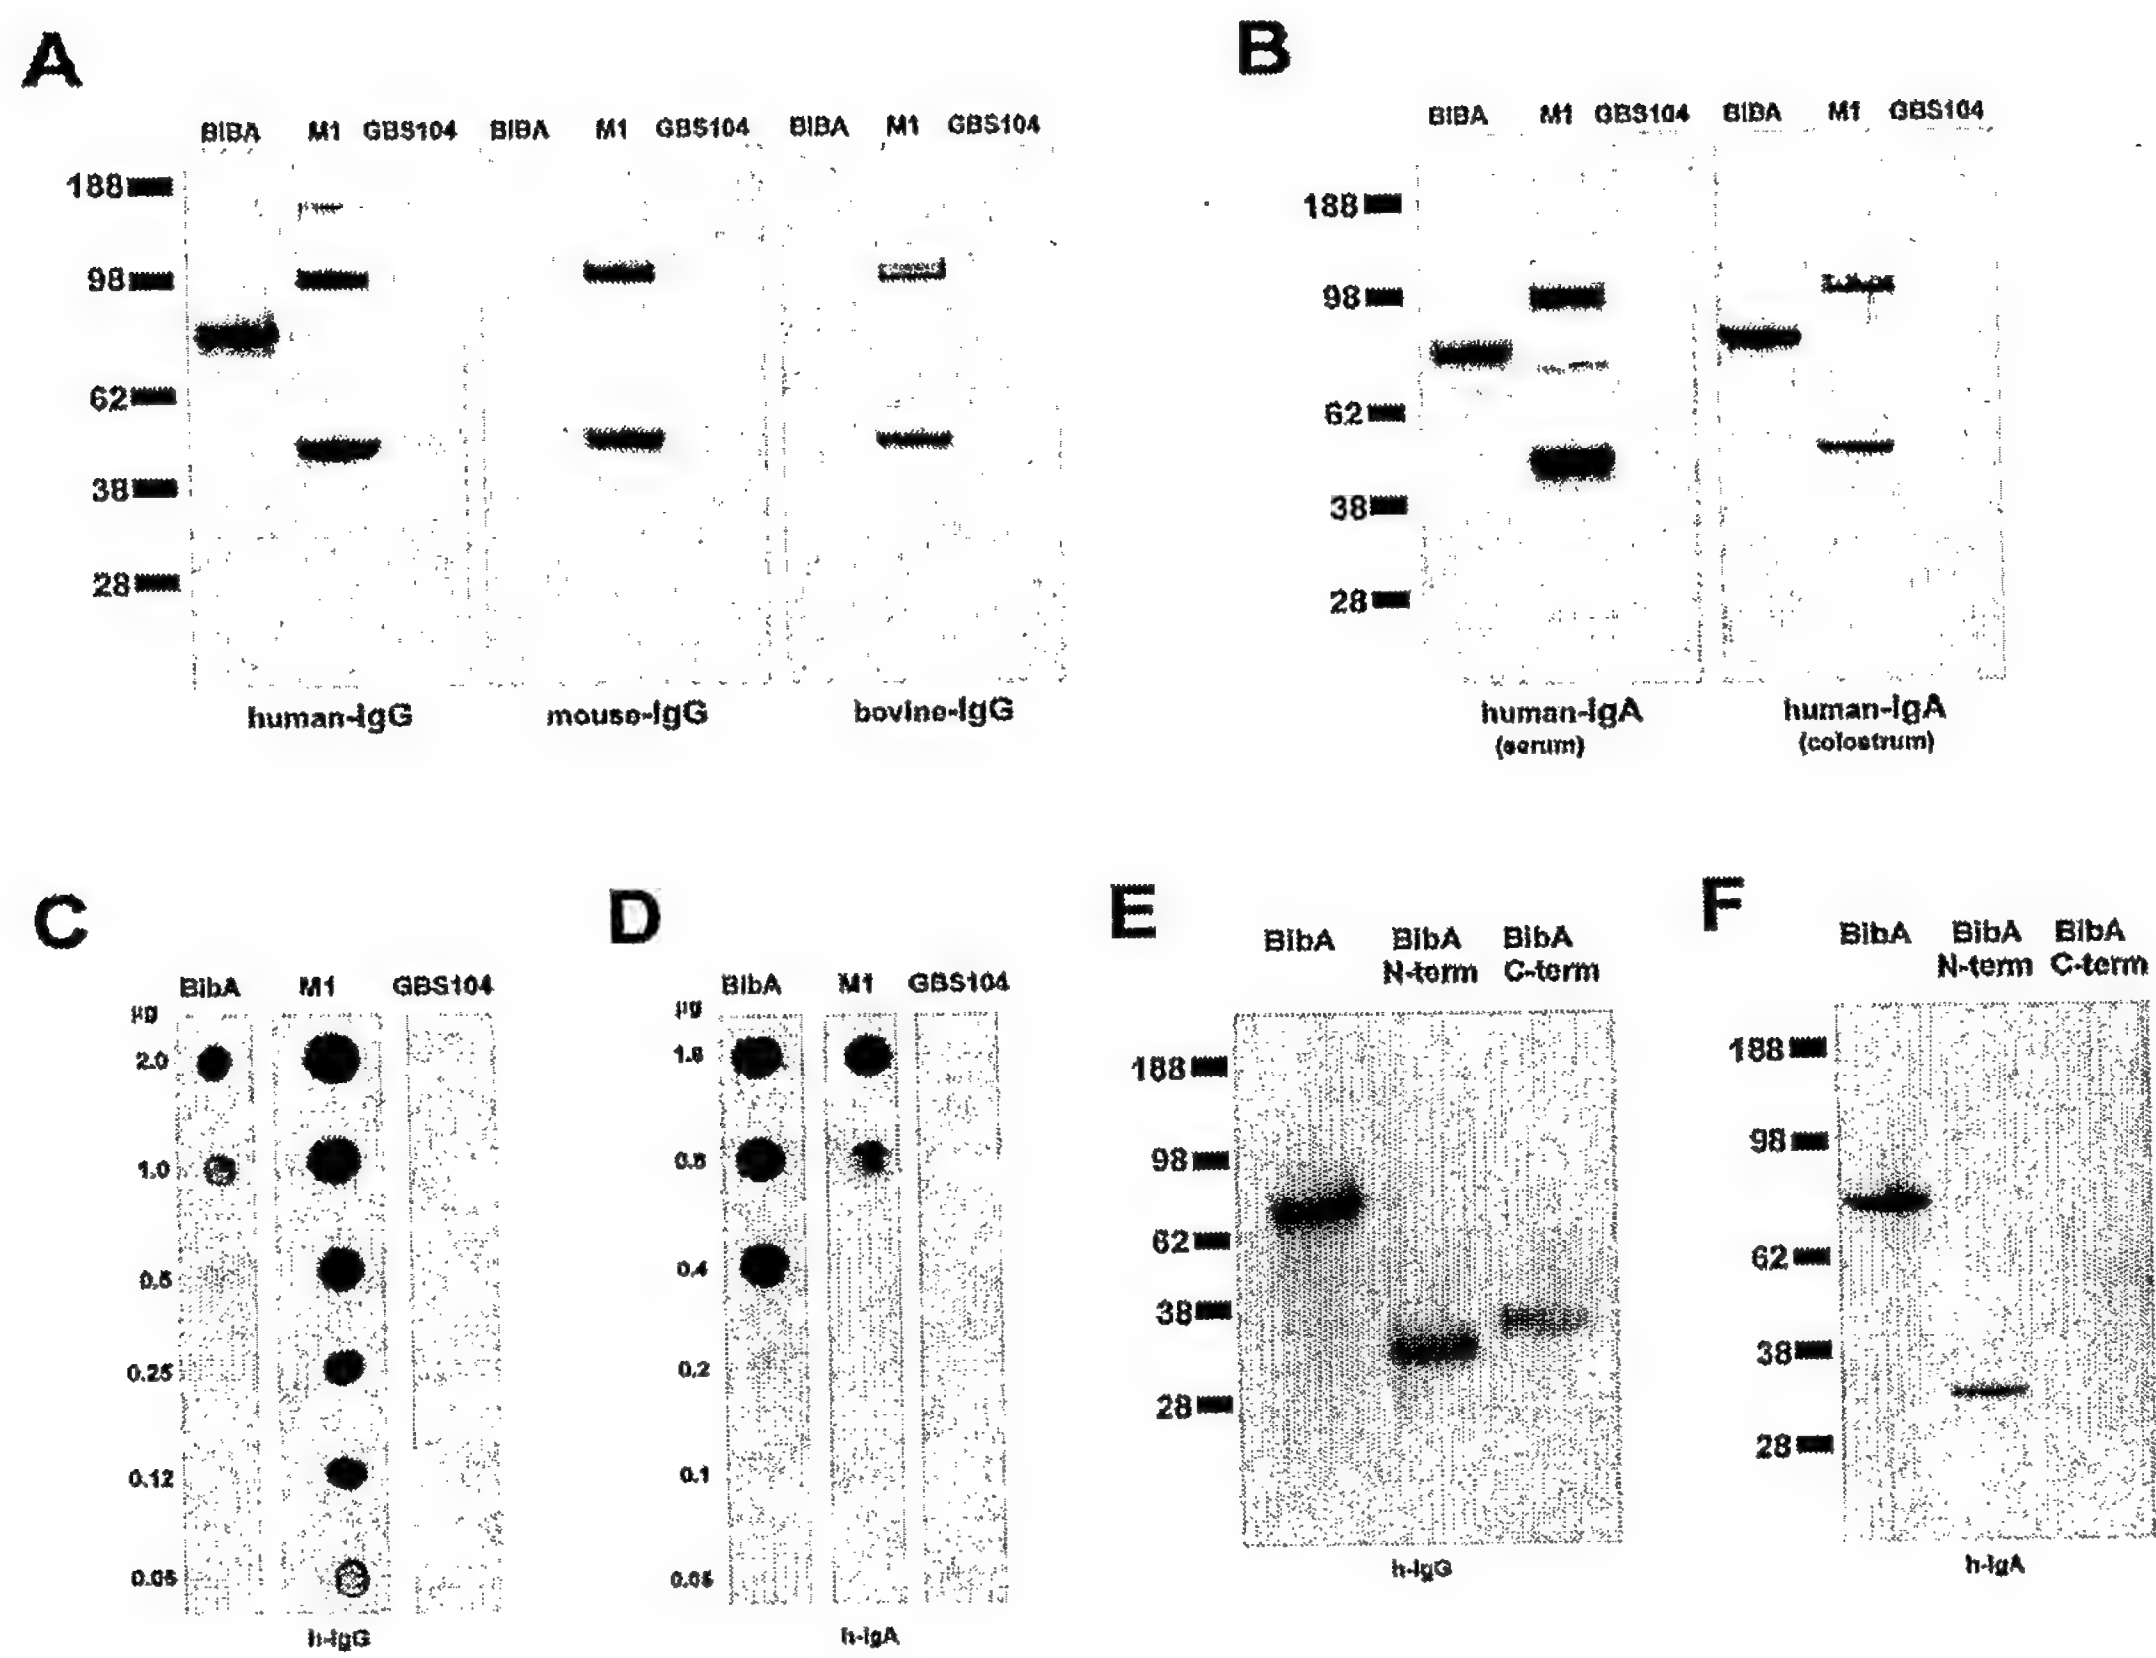 A
BIBA M1 GBS104 BIBA M1 GBS104 BIBA M1 GBS104
188
98
62
38
28
human-IgG mouse-IgG bovine-IgG
B
BIBA M1 GBS104 BIBA M1 GBS104
188
98
62
38
28
human-IgA human-IgA
(serum) (colostrum)
C
BibA M1 GBS104
µg
2.0
1.0
0.5
0.25
0.12
0.05
h-IgG
D
BibA M1 GBS104
µg
1.6
0.8
0.4
0.2
0.1
0.05
h-IgA
E
BibA BibA BibA
N-term C-term
188
98
62
38
28
h-IgG
F
BibA BibA BibA
N-term C-term
188
98
62
38
28
h-IgA